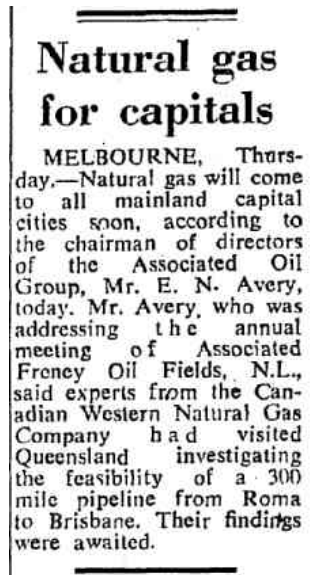 Natural gas
for capitals
MELBOURNE, Thurs-
day.—Natural gas will come
to all mainland capital
cities soon, according to
the chairman of directors
of the Associated Oil
Group, Mr. E. N. Avery,
today. Mr. Avery, who was
addressing the annual
meeting of Associated
Freney Oil Fields, N.L.,
said experts from the Can-
adian Western Natural Gas
Company had visited
Queensland investigating
the feasibility of a 300
mile pipeline from Roma
to Brisbane. Their findings
were awaited.